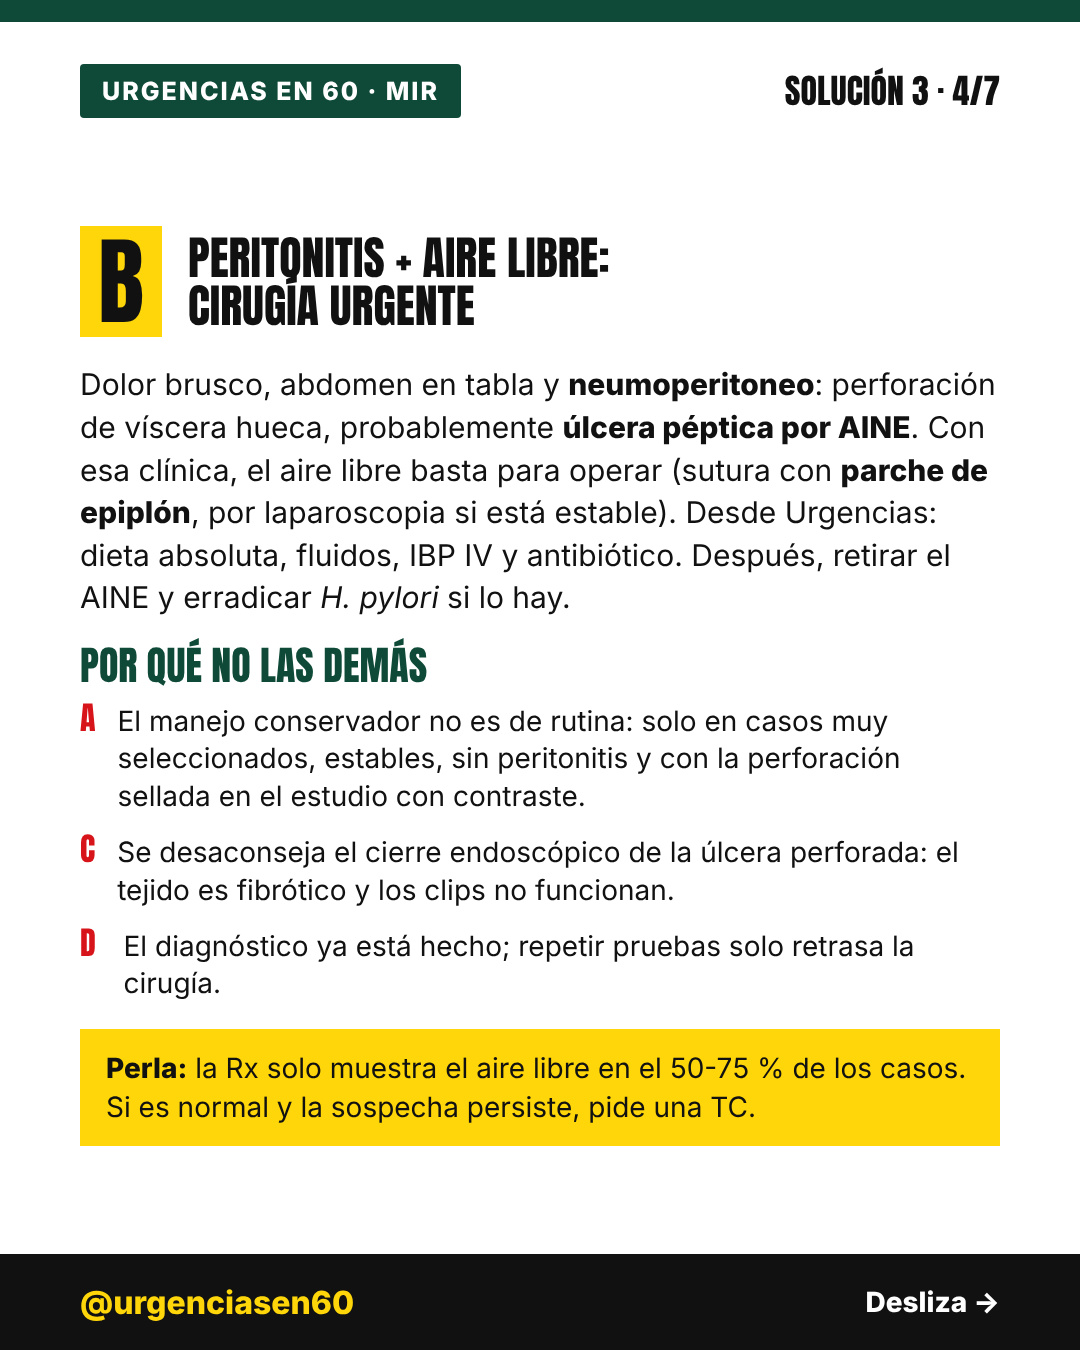 URGENCIAS EN 60 · MIR
SOLUCIÓN 3 · 4/7
B
PERITONITIS + AIRE LIBRE:
CIRUGÍA URGENTE
Dolor brusco, abdomen en tabla y neumoperitoneo: perforación
de víscera hueca, probablemente úlcera péptica por AINE. Con
esa clínica, el aire libre basta para operar (sutura con parche de
epiplón, por laparoscopia si está estable). Desde Urgencias:
dieta absoluta, fluidos, IBP IV y antibiótico. Después, retirar el
AINE y erradicar H. pylori si lo hay.
POR QUÉ NO LAS DEMÁS
A El manejo conservador no es de rutina: solo en casos muy
seleccionados, estables, sin peritonitis y con la perforación
sellada en el estudio con contraste.
C Se desaconseja el cierre endoscópico de la úlcera perforada: el
tejido es fibrótico y los clips no funcionan.
D El diagnóstico ya está hecho; repetir pruebas solo retrasa la
cirugía.
Perla: la Rx solo muestra el aire libre en el 50-75 % de los casos.
Si es normal y la sospecha persiste, pide una TC.
@urgenciasen60
Desliza →